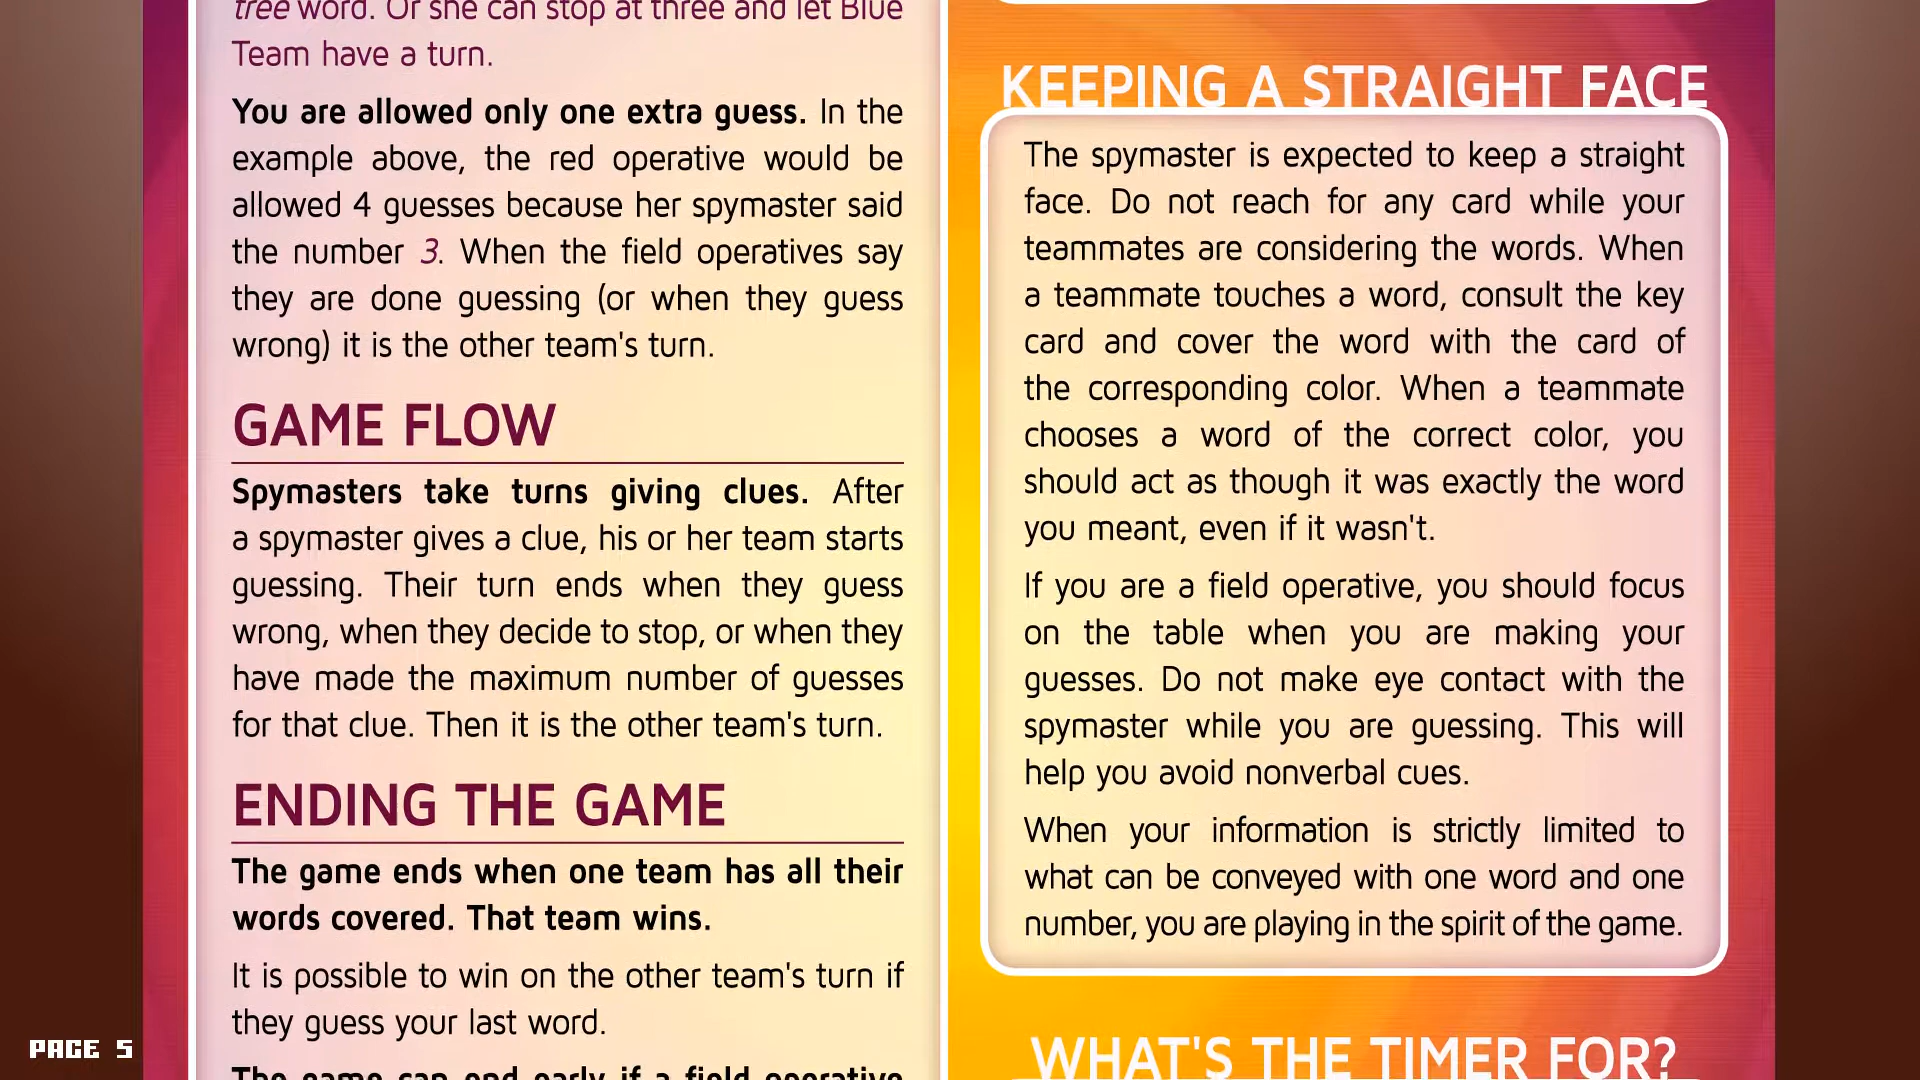 tree word. Or she can stop at three and let Blue
Team have a turn.
You are allowed only one extra guess. In the
example above, the red operative would be
allowed 4 guesses because her spymaster said
the number 3. When the field operatives say
they are done guessing (or when they guess
wrong) it is the other team's turn.
GAME FLOW
Spymasters take turns giving clues. After
a spymaster gives a clue, his or her team starts
guessing. Their turn ends when they guess
wrong, when they decide to stop, or when they
have made the maximum number of guesses
for that clue. Then it is the other team's turn.
ENDING THE GAME
The game ends when one team has all their
words covered. That team wins.
It is possible to win on the other team's turn if
they guess your last word.
The game can end early if a field operative
KEEPING A STRAIGHT FACE
The spymaster is expected to keep a straight
face. Do not reach for any card while your
teammates are considering the words. When
a teammate touches a word, consult the key
card and cover the word with the card of
the corresponding color. When a teammate
chooses a word of the correct color, you
should act as though it was exactly the word
you meant, even if it wasn't.
If you are a field operative, you should focus
on the table when you are making your
guesses. Do not make eye contact with the
spymaster while you are guessing. This will
help you avoid nonverbal cues.
When your information is strictly limited to
what can be conveyed with one word and one
number, you are playing in the spirit of the game.
WHAT'S THE TIMER FOR?
PAGE 5